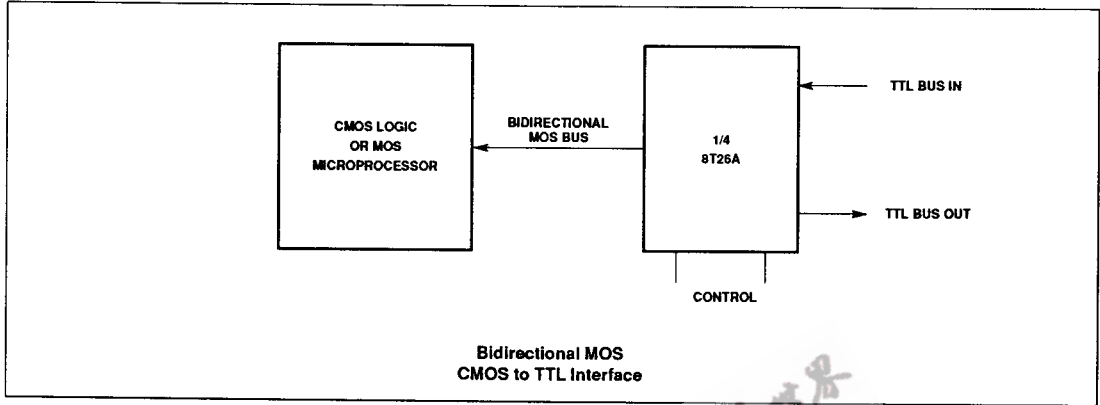 CMOS LOGIC
OR MOS
MICROPROCESSOR
BIDIRECTIONAL
MOS BUS
1/4
8T26A
TTL BUS IN
TTL BUS OUT
CONTROL
Bidirectional MOS
CMOS to TTL Interface